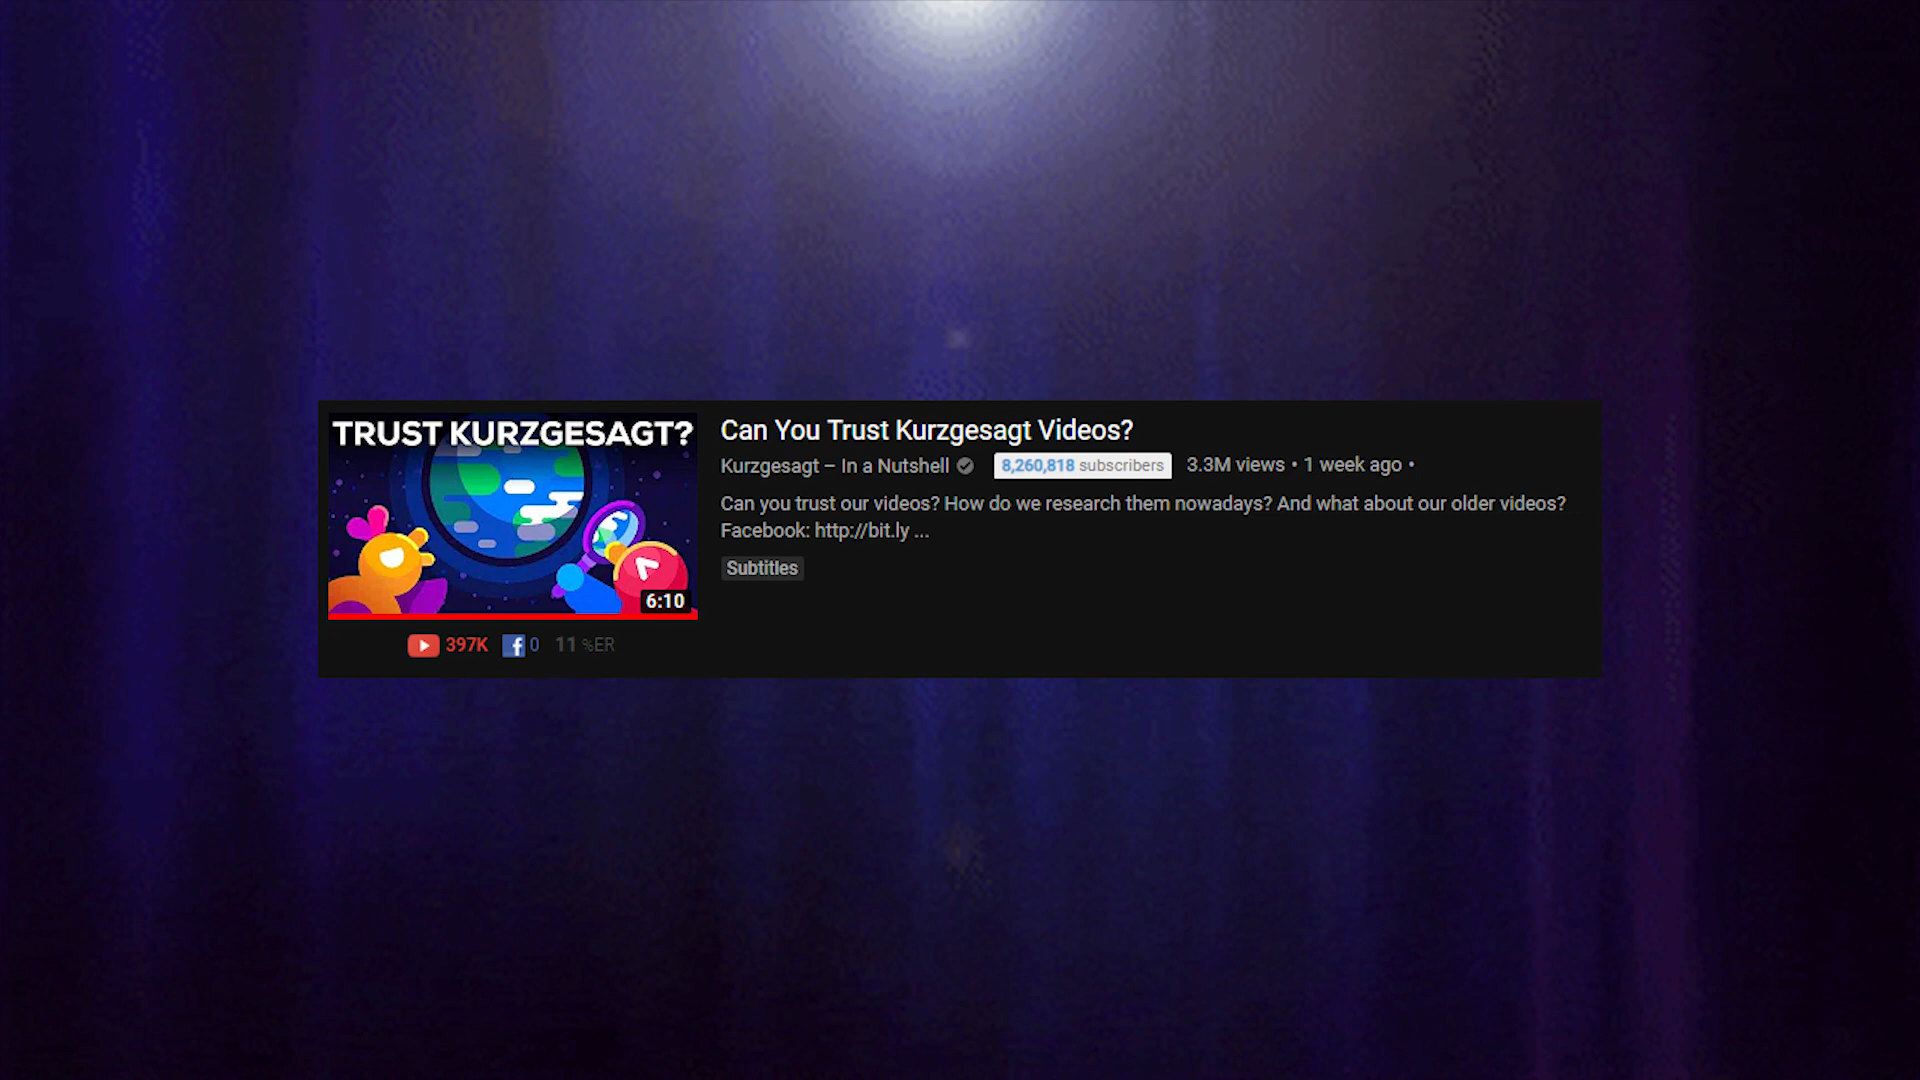 TRUST KURZGESAGT?
6:10
397K 0 11 %ER
Can You Trust Kurzgesagt Videos?
Kurzgesagt – In a Nutshell 8,260,818 subscribers 3.3M views • 1 week ago •
Can you trust our videos? How do we research them nowadays? And what about our older videos?
Facebook: http://bit.ly ...
Subtitles